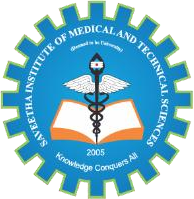 SAVEETHA INSTITUTE OF MEDICAL AND TECHNICAL SCIENCES
(Deemed to be University)
2005
Knowledge Conquers All